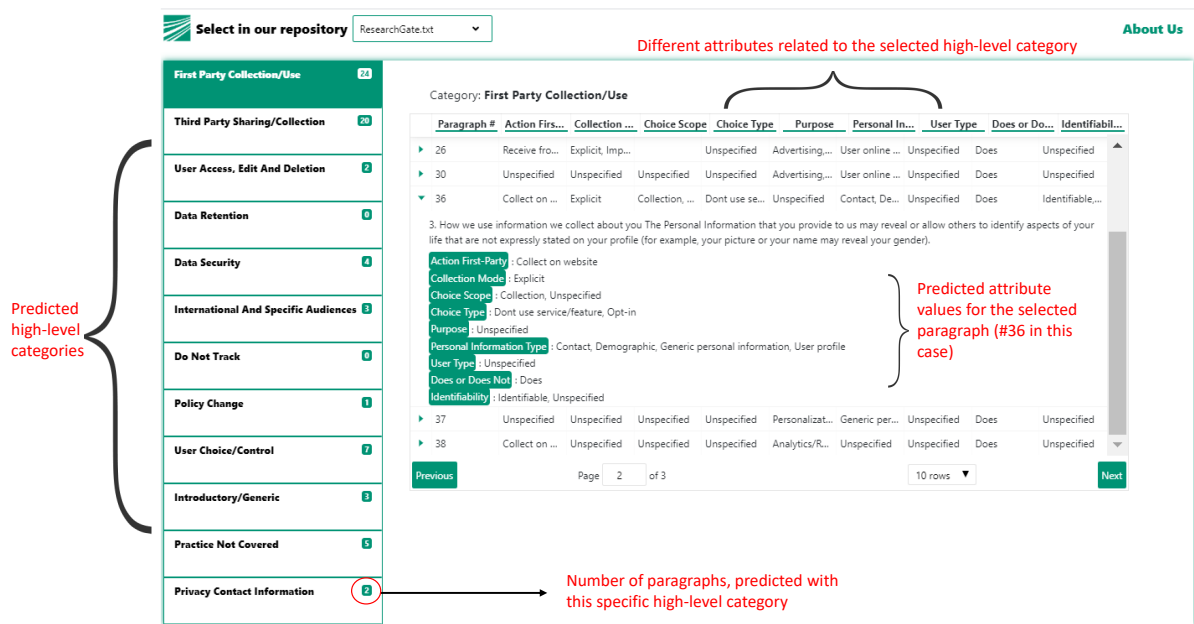 Select in our repository ResearchGate.txt About Us
Different attributes related to the selected high-level category
First Party Collection/Use 24
Third Party Sharing/Collection 20
User Access, Edit And Deletion 2
Data Retention 0
Data Security 4
International And Specific Audiences 3
Do Not Track 0
Policy Change 1
User Choice/Control 7
Introductory/Generic 3
Practice Not Covered 5
Privacy Contact Information 2
Predicted
high-level
categories
Category: First Party Collection/Use
Paragraph # Action Firs... Collection ... Choice Scope Choice Type Purpose Personal In... User Type Does or Do... Identifiabil...
26 Receive fro... Explicit, Imp... Unspecified Advertising,... User online ... Unspecified Does Unspecified
30 Unspecified Unspecified Unspecified Unspecified Advertising,... User online ... Unspecified Does Unspecified
36 Collect on ... Explicit Collection, ... Dont use se... Unspecified Contact, De... Unspecified Does Identifiable,...
3. How we use information we collect about you The Personal Information that you provide to us may reveal or allow others to identify aspects of your
life that are not expressly stated on your profile (for example, your picture or your name may reveal your gender).
Action First-Party : Collect on website
Collection Mode : Explicit
Choice Scope : Collection, Unspecified
Choice Type : Dont use service/feature, Opt-in
Purpose : Unspecified
Personal Information Type : Contact, Demographic, Generic personal information, User profile
User Type : Unspecified
Does or Does Not : Does
Identifiability : Identifiable, Unspecified
Predicted attribute
values for the selected
paragraph (#36 in this
case)
37 Unspecified Unspecified Unspecified Unspecified Personalizat... Generic per... Unspecified Does Unspecified
38 Collect on ... Unspecified Unspecified Unspecified Analytics/R... Unspecified Unspecified Does Unspecified
Previous Page 2 of 3 10 rows Next
Number of paragraphs, predicted with
this specific high-level category